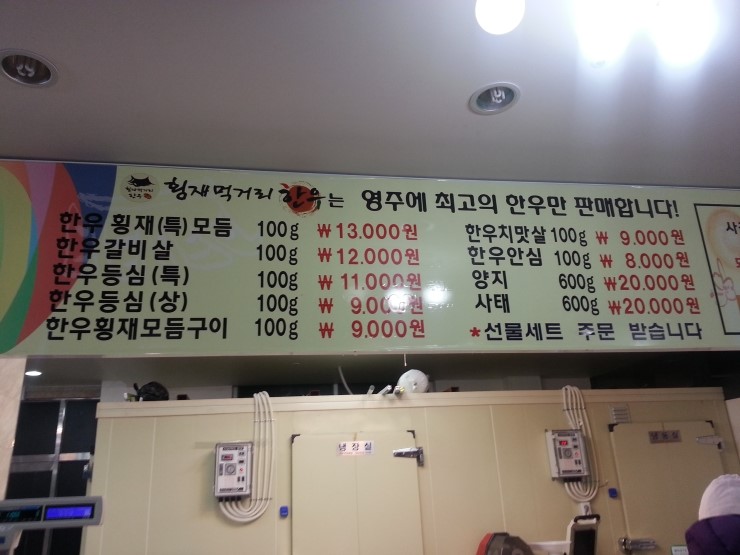 횡재먹거리 한우는 영주에 최고의 한우만 판매합니다!
한우횡재(특)모듬 100g ₩13.000원
한우갈비살 100g ₩12.000원
한우등심(특) 100g ₩11.000원
한우등심(상) 100g ₩9.000원
한우횡재모듬구이 100g ₩9.000원
한우치맛살 100g ₩9.000원
한우안심 100g ₩8.000원
양지 600g ₩20.000원
사태 600g ₩20.000원
*선물세트 주문 받습니다
냉장실